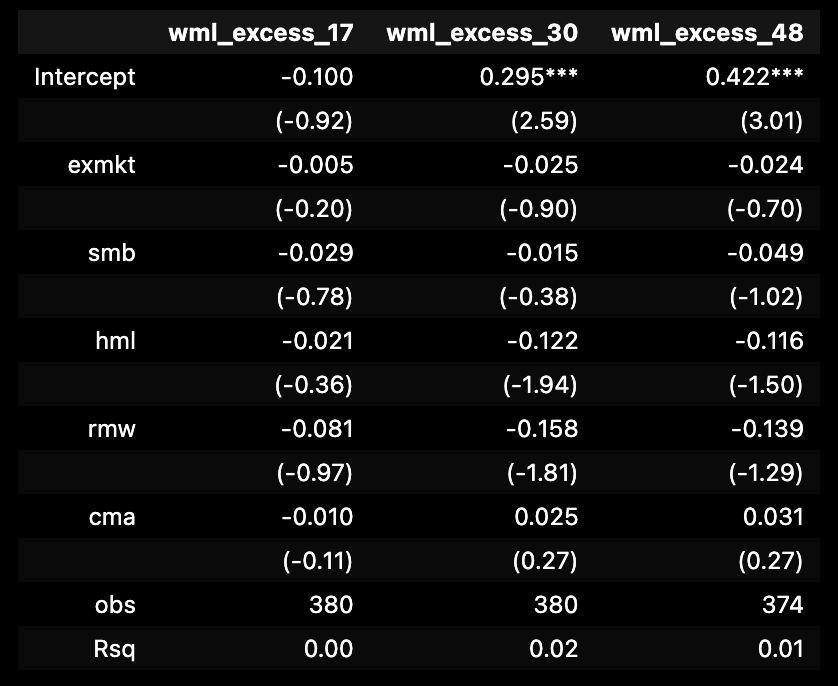 wml_excess_17 wml_excess_30 wml_excess_48
Intercept -0.100 0.295*** 0.422***
(-0.92) (2.59) (3.01)
exmkt -0.005 -0.025 -0.024
(-0.20) (-0.90) (-0.70)
smb -0.029 -0.015 -0.049
(-0.78) (-0.38) (-1.02)
hml -0.021 -0.122 -0.116
(-0.36) (-1.94) (-1.50)
rmw -0.081 -0.158 -0.139
(-0.97) (-1.81) (-1.29)
cma -0.010 0.025 0.031
(-0.11) (0.27) (0.27)
obs 380 380 374
Rsq 0.00 0.02 0.01